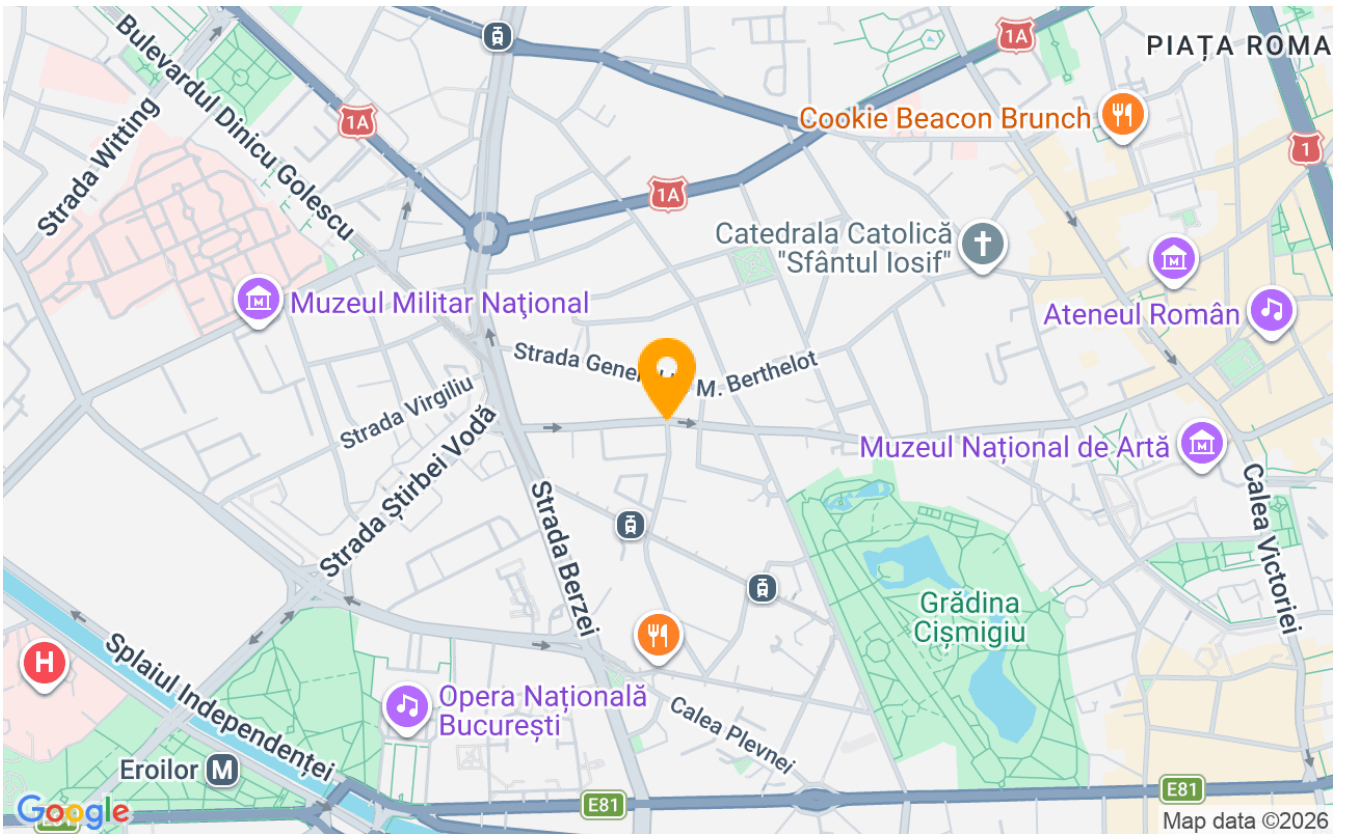 Bulevardul Dinicu Golescu
1A
PIAȚA ROMA
Strada Witting
1A
Cookie Beacon Brunch
1
1A
Catedrala Catolică
"Sfântul Iosif"
Muzeul Militar Național
Ateneul Român
Strada Gene
M. Berthelot
Strada Virgiliu
Strada Știrbei Vodă
Muzeul Național de Artă
Calea Victoriei
Strada Berzei
Grădina
Cișmigiu
H
Splaiul Independenței
Opera Națională
București
Calea Plevnei
Eroilor M
E81
E81
Google
Map data ©2026